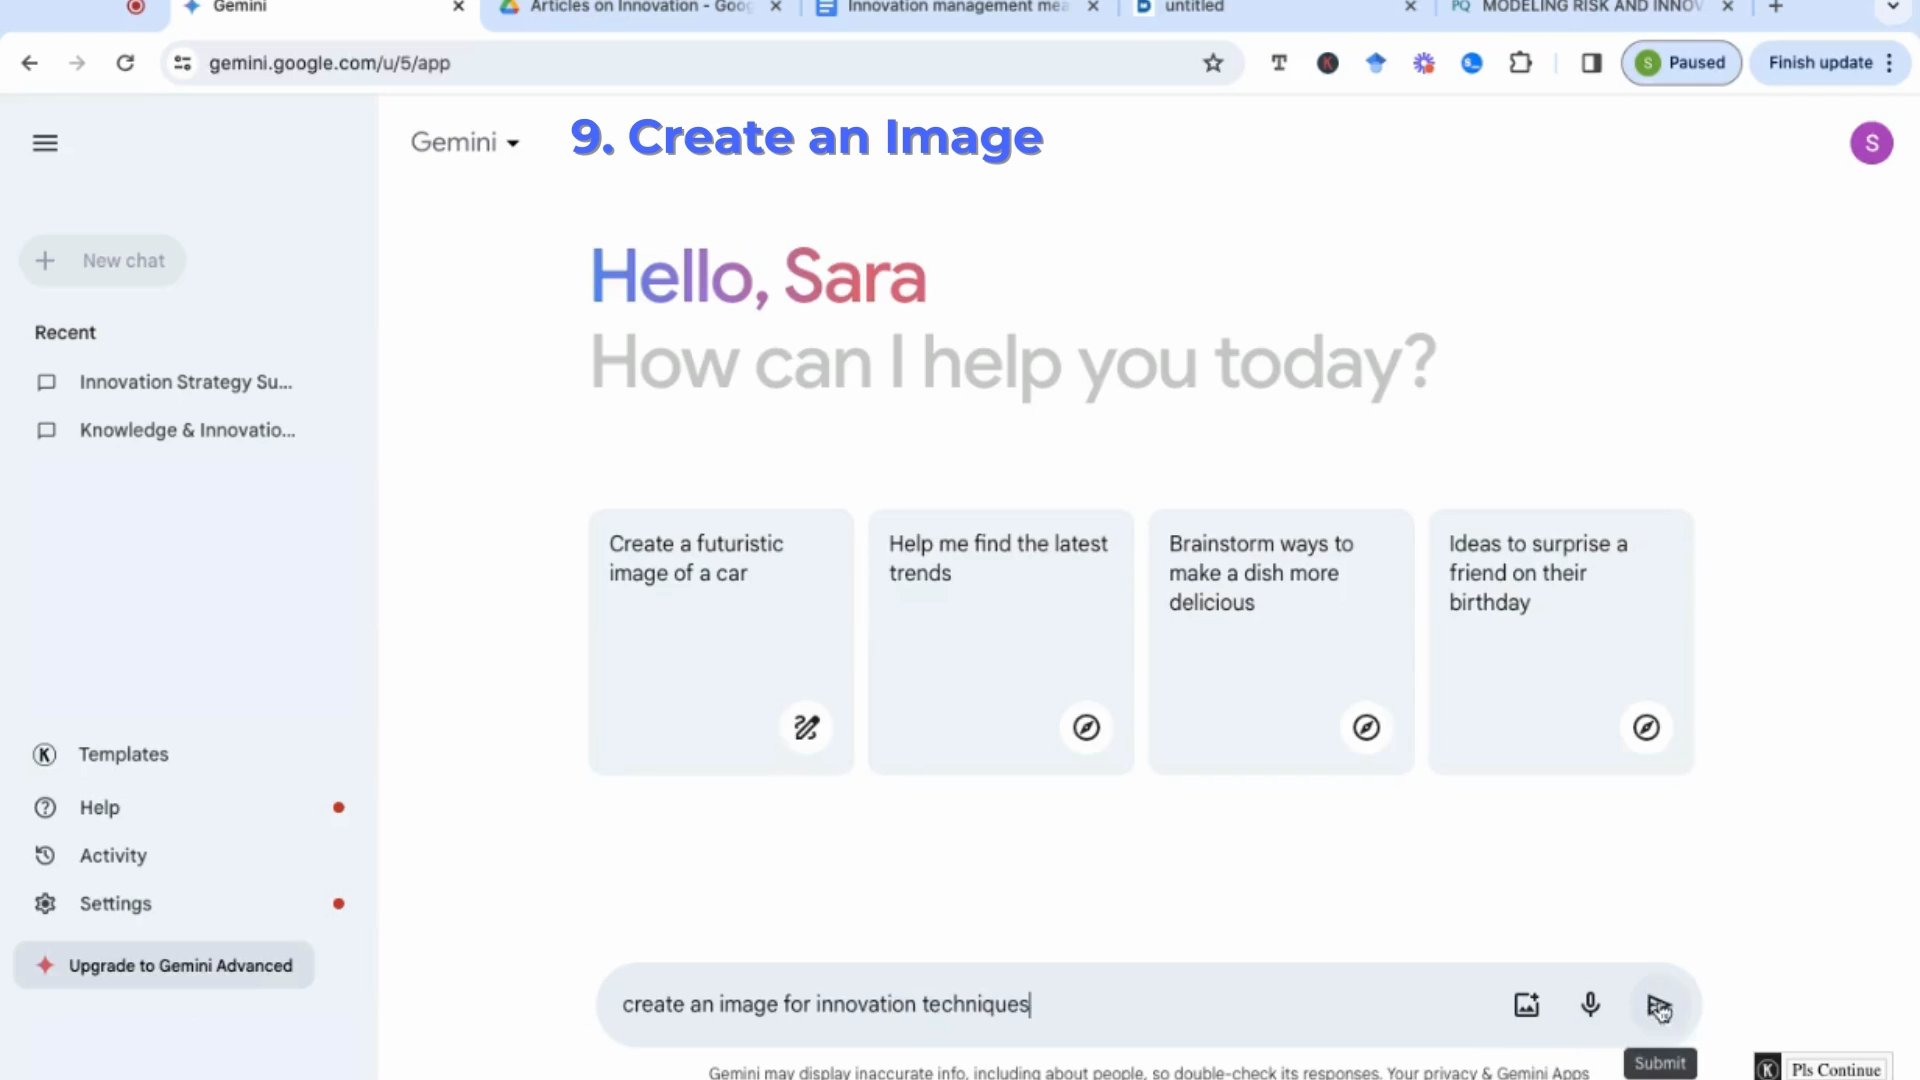 Gemini
Articles on Innovation - Goo
Innovation management mea
untitled
PQ MODELING RISK AND INNOV
gemini.google.com/u/5/app
T
S Paused
Finish update
Gemini
9. Create an Image
S
New chat
Hello, Sara
How can I help you today?
Recent
Innovation Strategy Su...
Knowledge & Innovatio...
Create a futuristic
image of a car
Help me find the latest
trends
Brainstorm ways to
make a dish more
delicious
Ideas to surprise a
friend on their
birthday
K Templates
Help
Activity
Settings
Upgrade to Gemini Advanced
create an image for innovation techniques
Submit
Gemini may display inaccurate info, including about people, so double-check its responses. Your privacy & Gemini Apps
K Pls Continue